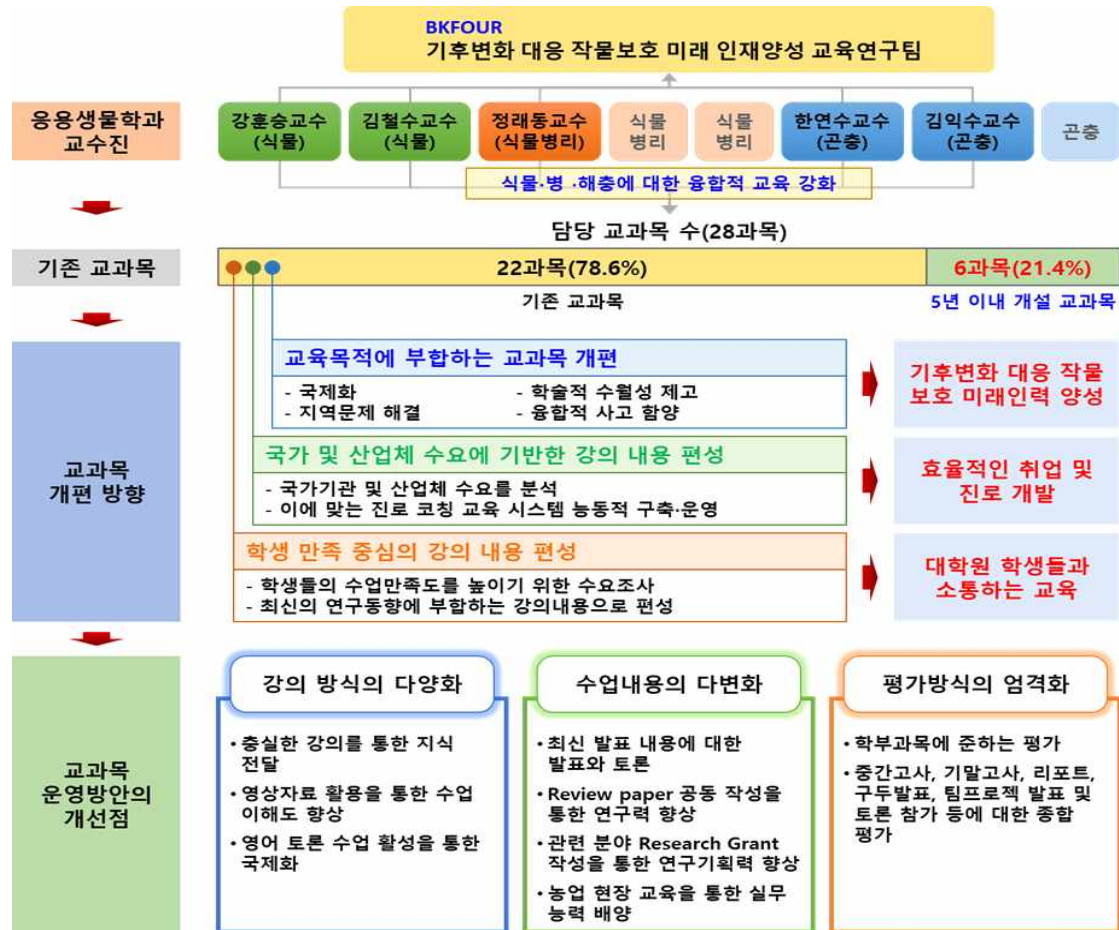 BKFOUR
기후변화 대응 작물보호 미래 인재양성 교육연구팀
응용생물학과
교수진
강훈승교수
(식물)
김철수교수
(식물)
정래동교수
(식물병리)
식물
병리
식물
병리
한연수교수
(곤충)
김익수교수
(곤충)
곤충
식물·병 ·해충에 대한 융합적 교육 강화
담당 교과목 수(28과목)
기존 교과목
22과목(78.6%)
6과목(21.4%)
기존 교과목
5년 이내 개설 교과목
교과목
개편 방향
교육목적에 부합하는 교과목 개편
- 국제화
- 학술적 수월성 제고
- 지역문제 해결
- 융합적 사고 함양
기후변화 대응 작물
보호 미래인력 양성
국가 및 산업체 수요에 기반한 강의 내용 편성
- 국가기관 및 산업체 수요를 분석
- 이에 맞는 진로 코칭 교육 시스템 능동적 구축·운영
효율적인 취업 및
진로 개발
학생 만족 중심의 강의 내용 편성
- 학생들의 수업만족도를 높이기 위한 수요조사
- 최신의 연구동향에 부합하는 강의내용으로 편성
대학원 학생들과
소통하는 교육
교과목
운영방안의
개선점
강의 방식의 다양화
• 충실한 강의를 통한 지식
전달
• 영상자료 활용을 통한 수업
이해도 향상
• 영어 토론 수업 활성을 통한
국제화
수업내용의 다변화
• 최신 발표 내용에 대한
발표와 토론
• Review paper 공동 작성을
통한 연구력 향상
• 관련 분야 Research Grant
작성을 통한 연구기획력 향상
• 농업 현장 교육을 통한 실무
능력 배양
평가방식의 엄격화
• 학부과목에 준하는 평가
• 중간고사, 기말고사, 리포트,
구두발표, 팀프로젝 발표 및
토론 참가 등에 대한 종합
평가